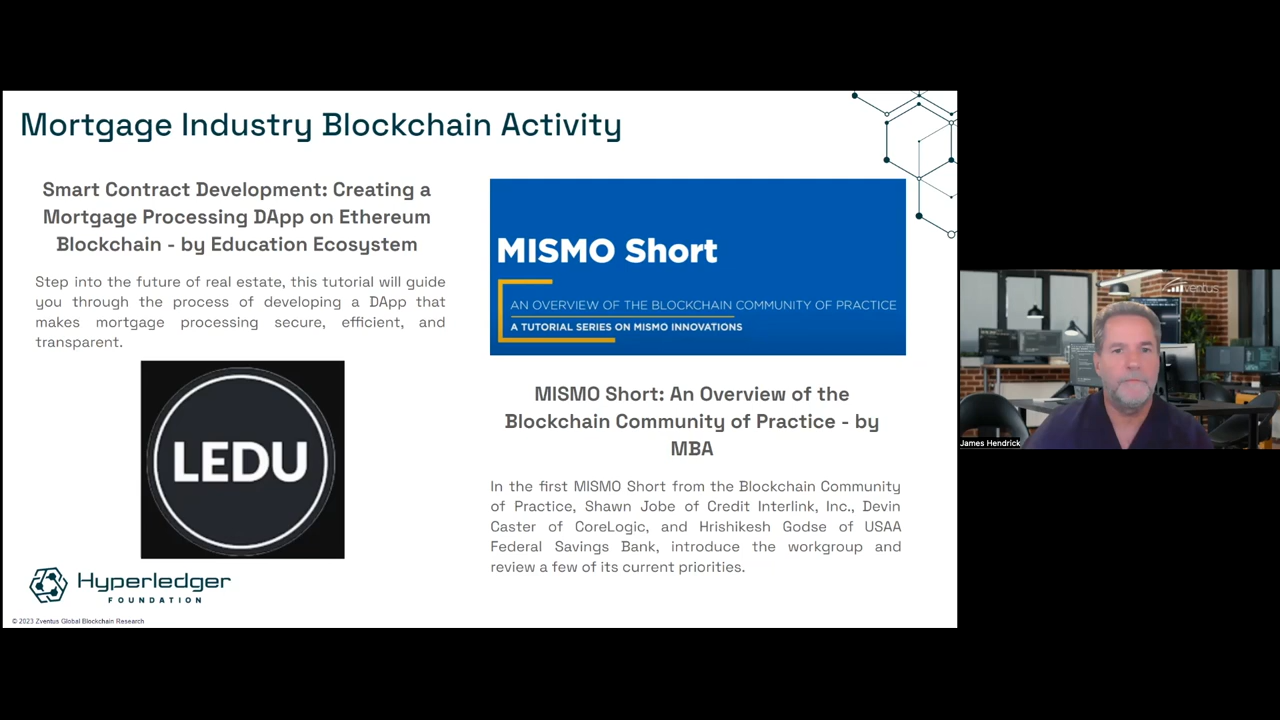 Mortgage Industry Blockchain Activity
Smart Contract Development: Creating a
Mortgage Processing DApp on Ethereum
Blockchain - by Education Ecosystem
Step into the future of real estate, this tutorial will guide
you through the process of developing a DApp that
makes mortgage processing secure, efficient, and
transparent.
LEDU
Hyperledger
FOUNDATION
© 2023 Zventus Global Blockchain Research
MISMO Short
AN OVERVIEW OF THE BLOCKCHAIN COMMUNITY OF PRACTICE
A TUTORIAL SERIES ON MISMO INNOVATIONS
MISMO Short: An Overview of the
Blockchain Community of Practice - by
MBA
In the first MISMO Short from the Blockchain Community
of Practice, Shawn Jobe of Credit Interlink, Inc., Devin
Caster of CoreLogic, and Hrishikesh Godse of USAA
Federal Savings Bank, introduce the workgroup and
review a few of its current priorities.
James Hendrick